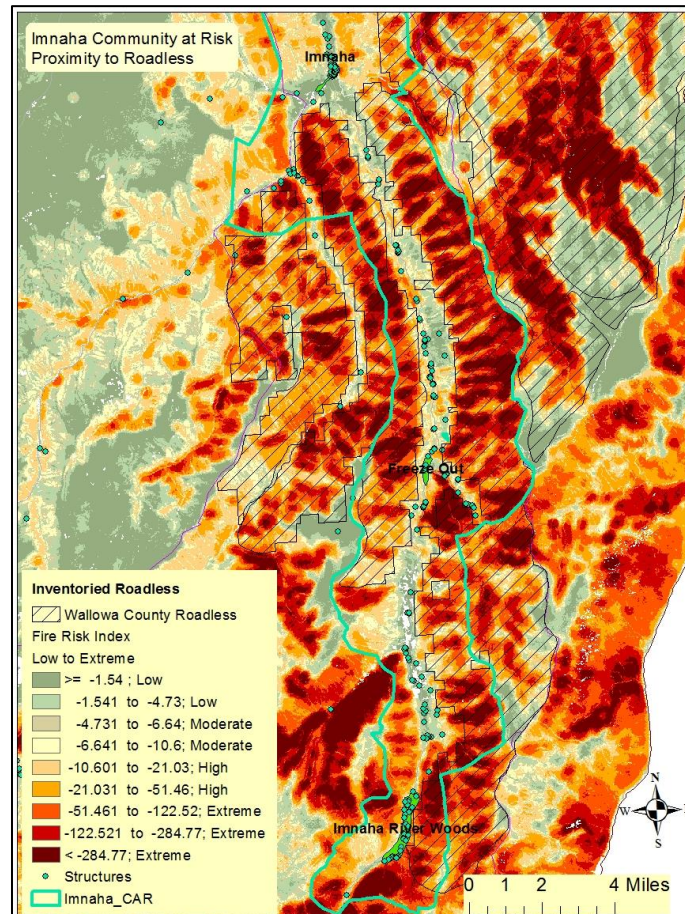 Imnaha Community at Risk
Proximity to Roadless
Imnaha
Freeze Out
Imnaha River Woods
Inventoried Roadless
Wallowa County Roadless
Fire Risk Index
Low to Extreme
>= -1.54 ; Low
-1.541 to -4.73; Low
-4.731 to -6.64; Moderate
-6.641 to -10.6; Moderate
-10.601 to -21.03; High
-21.031 to -51.46; High
-51.461 to -122.52; Extreme
-122.521 to -284.77; Extreme
< -284.77; Extreme
Structures
Imnaha_CAR
N
W
S
0 1 2 4 Miles